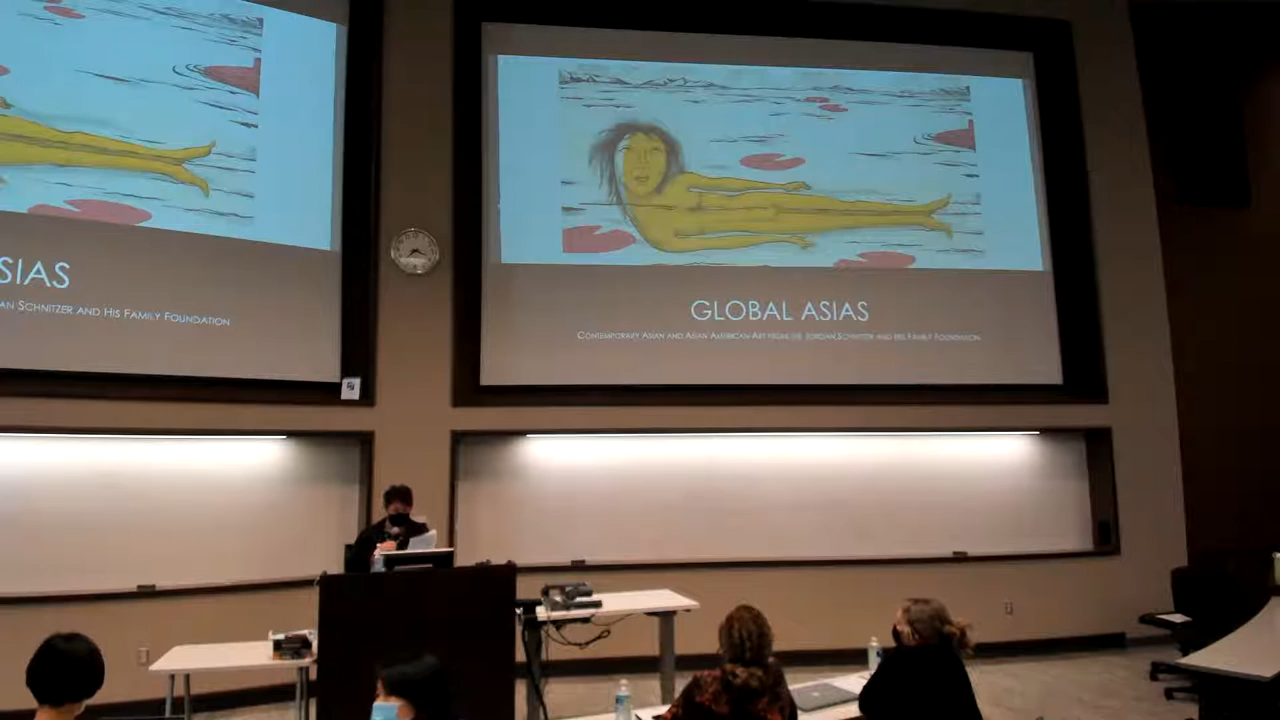 SIAS
AN SCHNITZER AND HIS FAMILY FOUNDATION
GLOBAL ASIAS
CONTEMPORARY ASIAN AND ASIAN AMERICAN ART FROM THE JORDAN SCHNITZER AND HIS FAMILY FOUNDATION